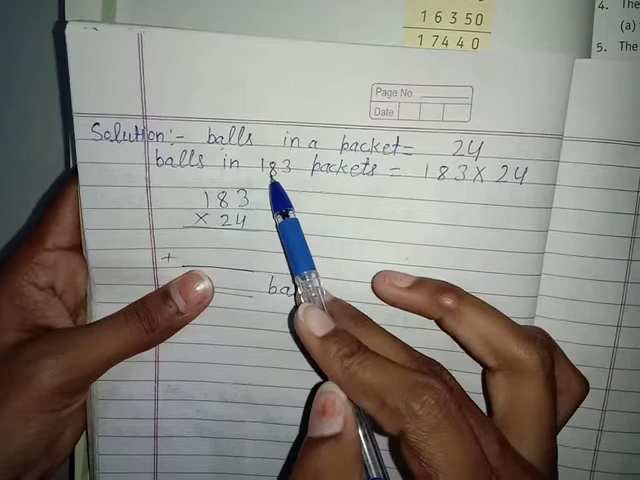 16350
17440
4. The
(a)
5. The
Page No.
Date
Solution:- balls in a packet= 24
balls in 183 packets = 183 x 24
183
x 24
+